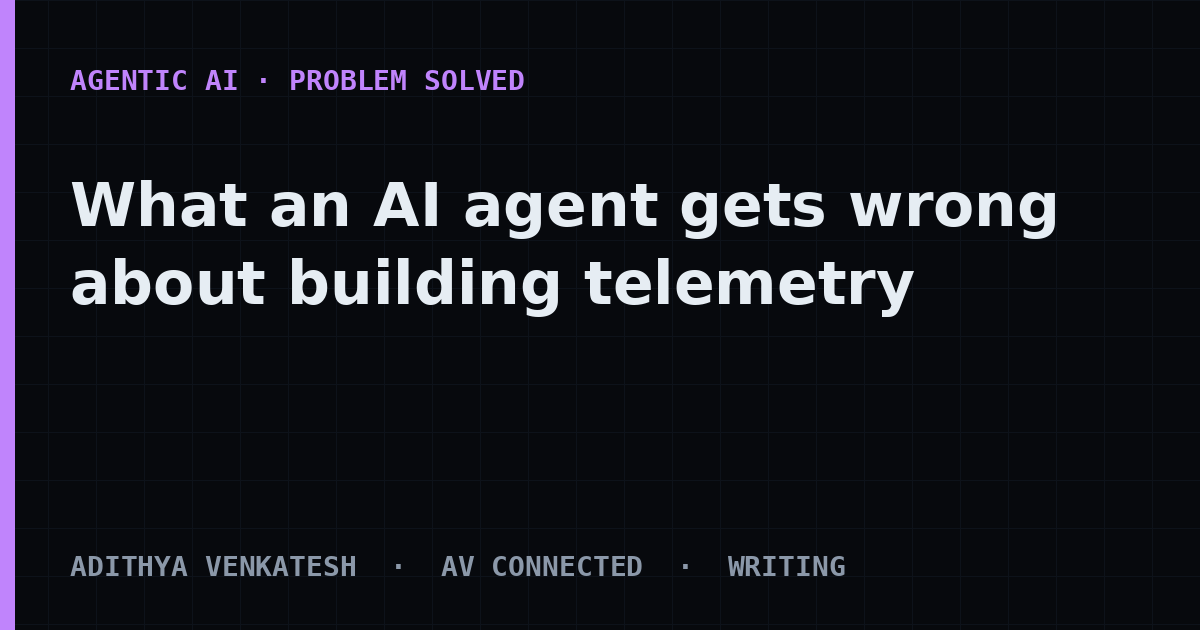 AGENTIC AI · PROBLEM SOLVED
What an AI agent gets wrong
about building telemetry
ADITHYA VENKATESH · AV CONNECTED · WRITING